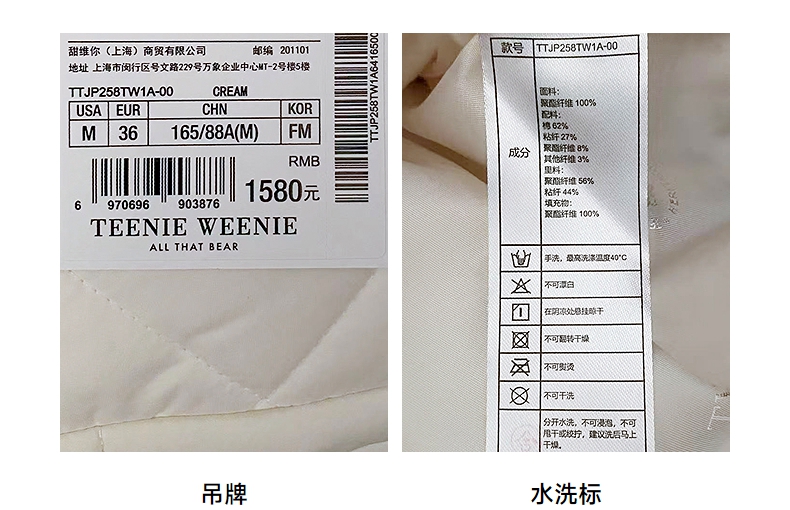 甜维你（上海）商贸有限公司 邮编 201101
地址 上海市闵行区号文路229号万象企业中心MT-2号楼5楼
TTJP258TW1A-00 CREAM
USA EUR CHN KOR
M 36 165/88A(M) FM
RMB
1580元
6 970696 903876
TEENIE WEENIE
ALL THAT BEAR
TTJP258TW1A6416500
吊牌
款号 TTJP258TW1A-00
成分
面料:
聚酯纤维 100%
配料:
棉 62%
粘纤 27%
聚酯纤维 8%
其他纤维 3%
里料:
聚酯纤维 56%
粘纤 44%
填充物:
聚酯纤维 100%
手洗，最高洗涤温度40°C
不可漂白
在阴凉处悬挂晾干
不可翻转干燥
不可熨烫
不可干洗
分开水洗，不可浸泡，不可
甩干或绞拧，建议洗后马上
干燥。
水洗标